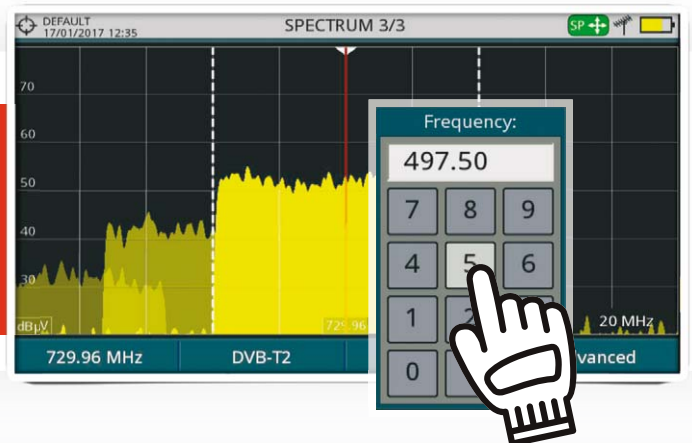 DEFAULT
17/01/2017 12:35
SPECTRUM 3/3
SP
70
60
50
40
30
dBµV
729.96
20 MHz
729.96 MHz
DVB-T2
vanced
Frequency:
497.50
7 8 9
4 5 6
1 2
0